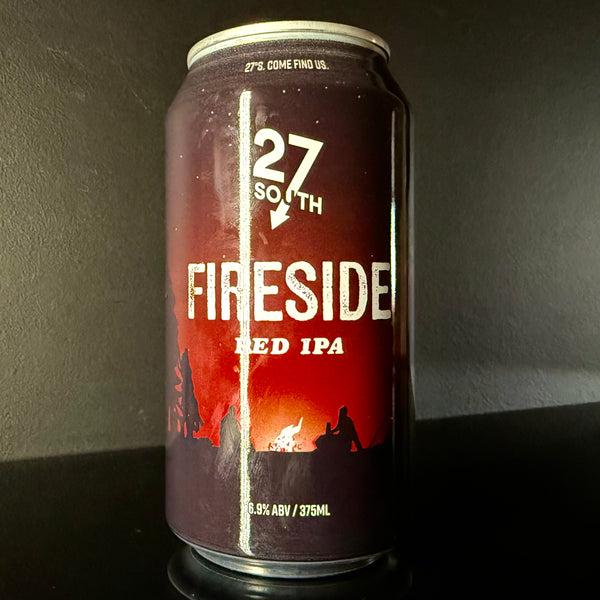 27°S. COME FIND US.
27
SOUTH
FIRESIDE
RED IPA
6.9% ABV / 375ML